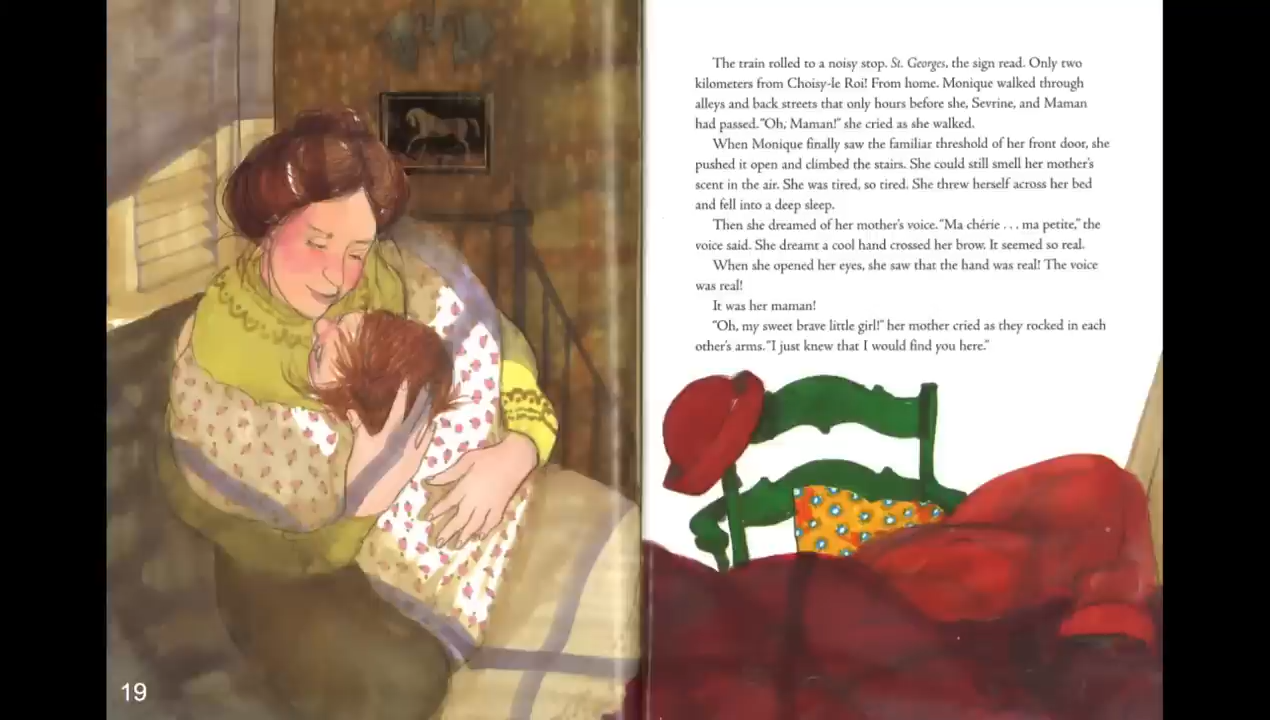 The train rolled to a noisy stop. St. Georges, the sign read. Only two
kilometers from Choisy-le Roi! From home. Monique walked through
alleys and back streets that only hours before she, Sevrine, and Maman
had passed. "Oh, Maman!" she cried as she walked.
When Monique finally saw the familiar threshold of her front door, she
pushed it open and climbed the stairs. She could still smell her mother's
scent in the air. She was tired, so tired. She threw herself across her bed
and fell into a deep sleep.
Then she dreamed of her mother's voice. "Ma chérie . . . ma petite," the
voice said. She dreamt a cool hand crossed her brow. It seemed so real.
When she opened her eyes, she saw that the hand was real! The voice
was real!
It was her maman!
"Oh, my sweet brave little girl!" her mother cried as they rocked in each
other's arms. "I just knew that I would find you here."
19